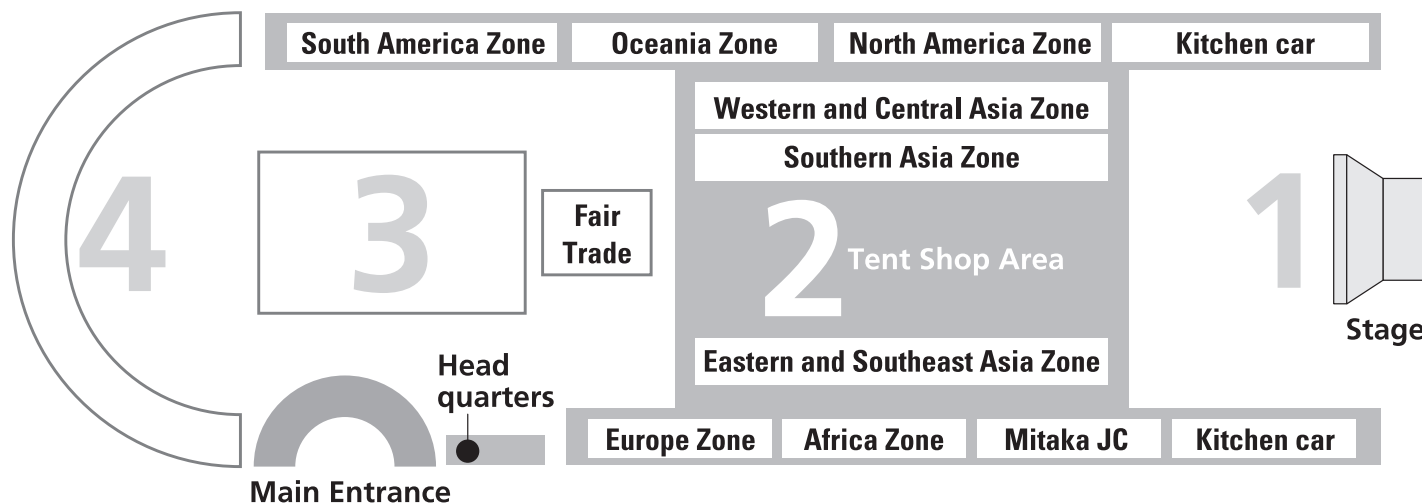 South America Zone
Oceania Zone
North America Zone
Kitchen car
Western and Central Asia Zone
Southern Asia Zone
4
3
Fair
Trade
2
Tent Shop Area
1
Stage
Eastern and Southeast Asia Zone
Head
quarters
Europe Zone
Africa Zone
Mitaka JC
Kitchen car
Main Entrance